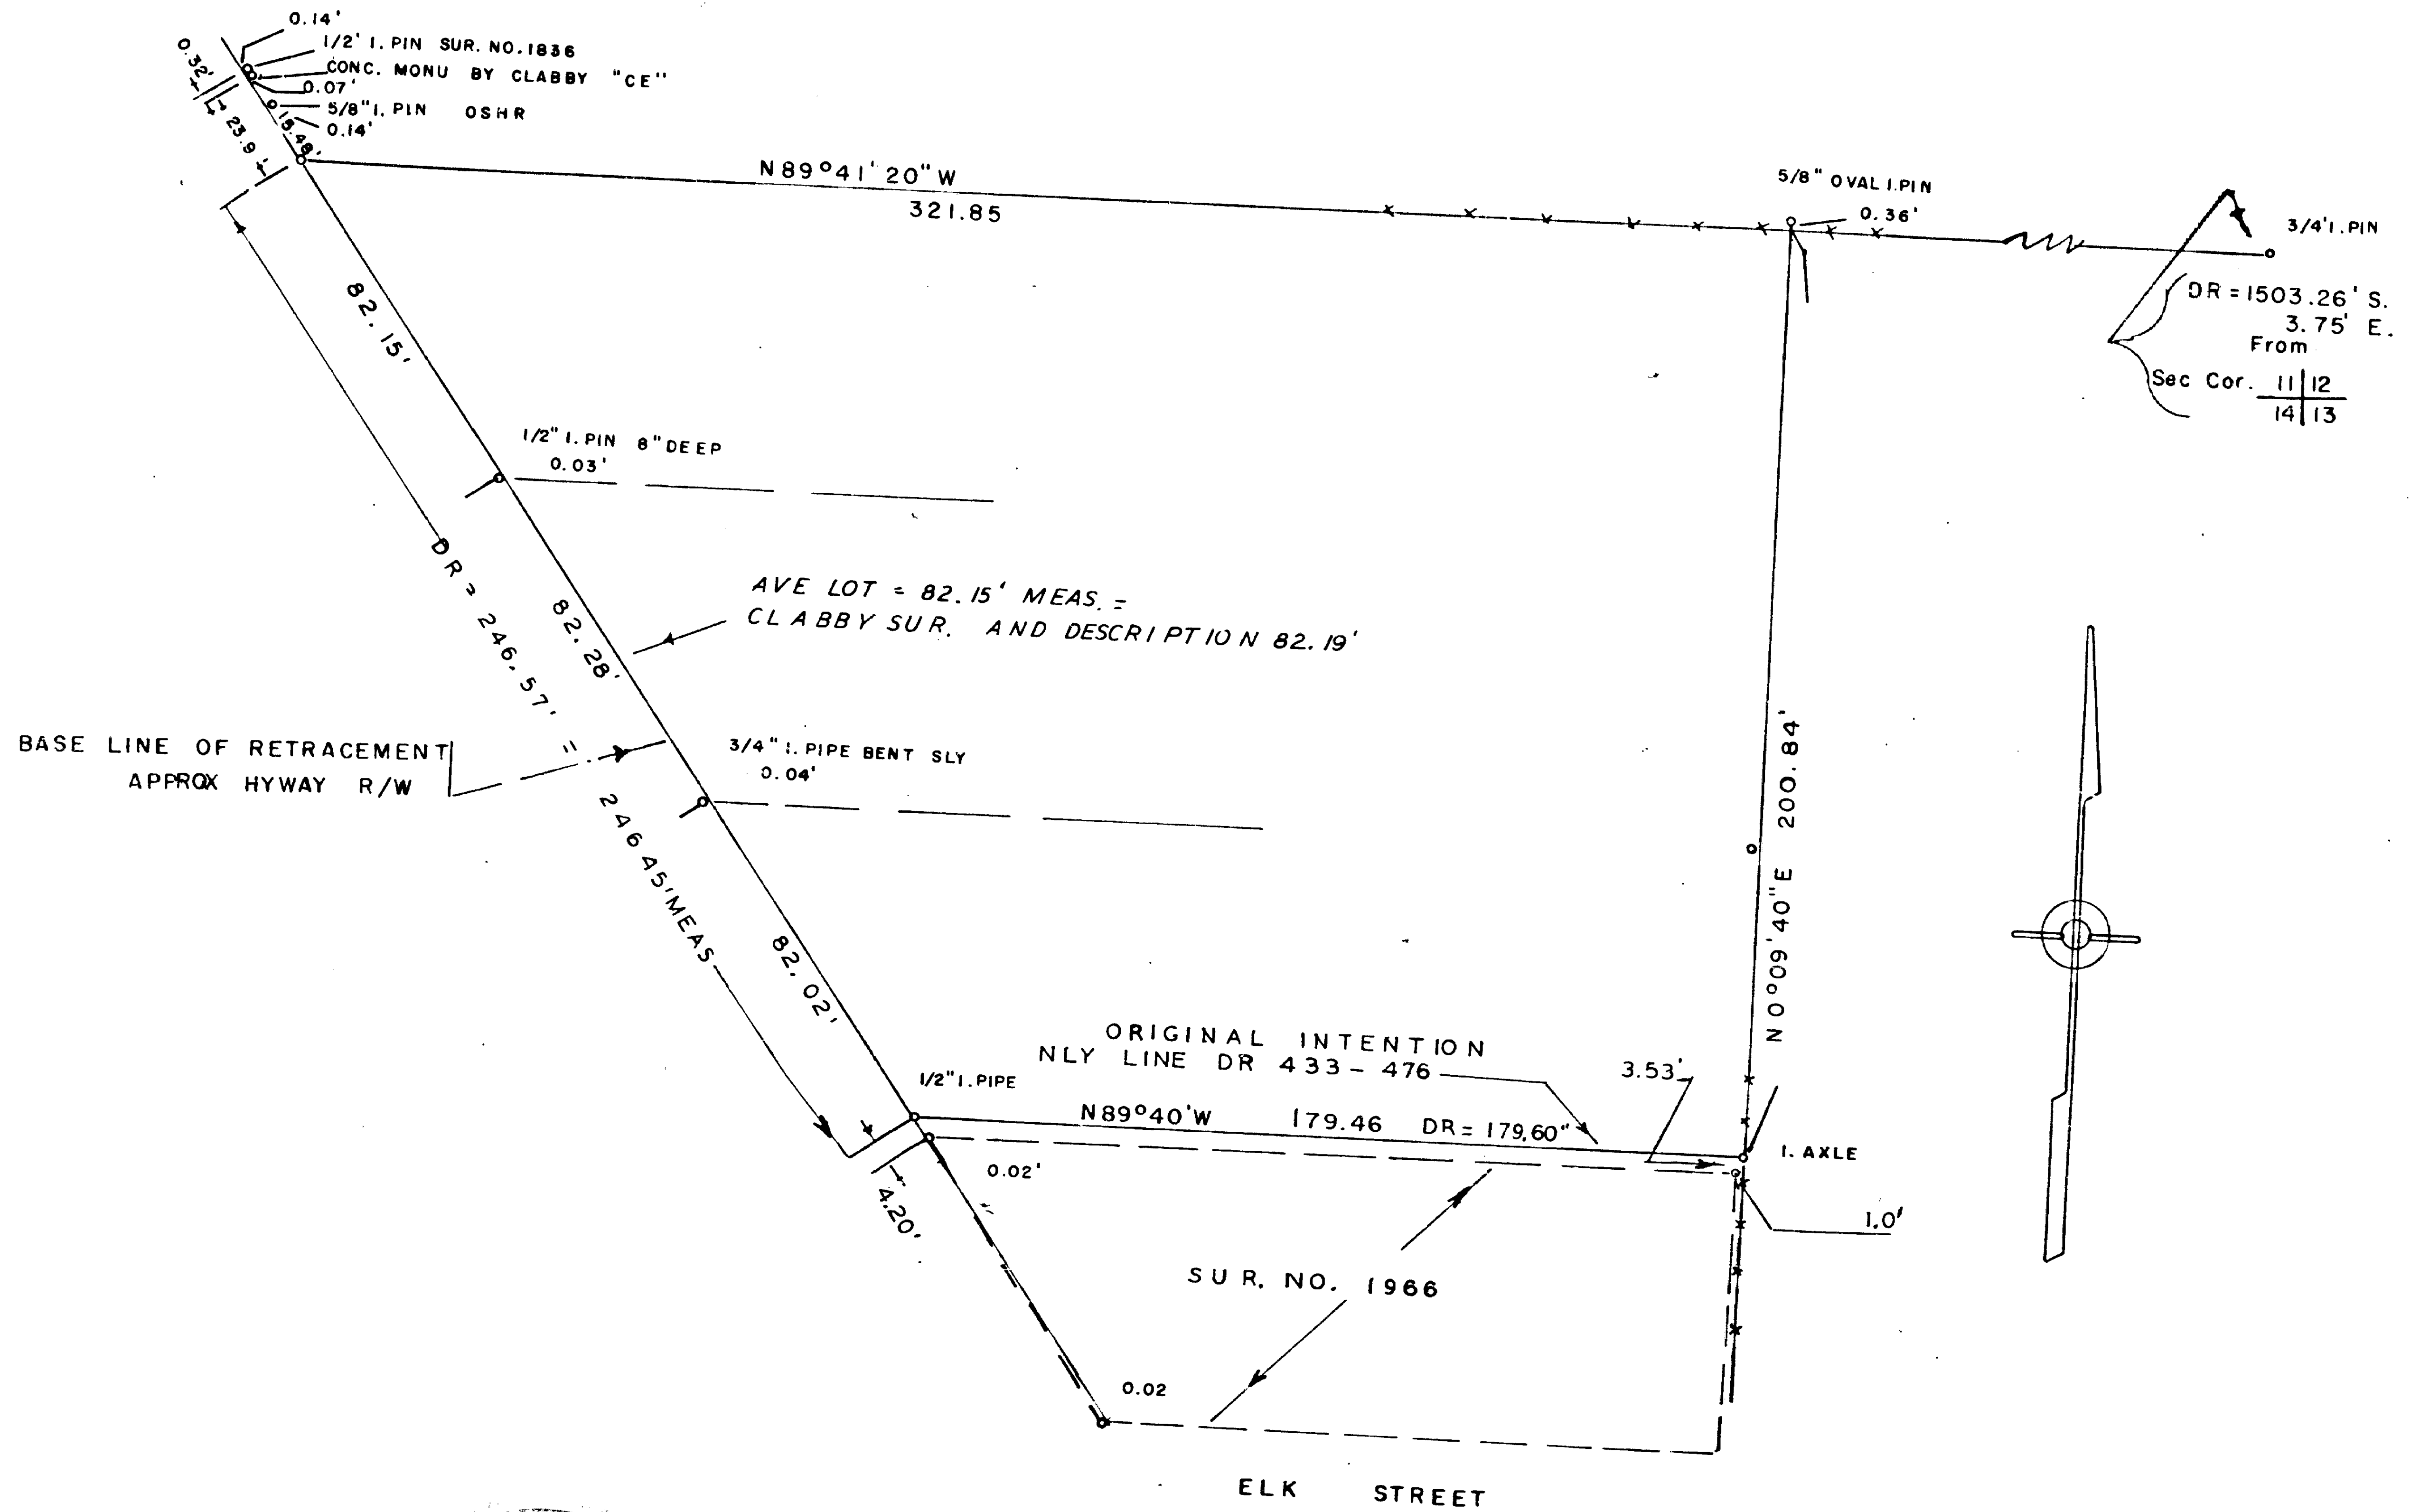 0.14'
1/2' I. PIN SUR. NO. 1836
0.32'
CONC. MONU BY CLABBY "CE"
0.07'
5/8" I. PIN OSHR
0.14'
15.48'
23.9'
N 89°41' 20" W
321.85
5/8" OVAL I. PIN
0.36'
3/4' I. PIN
DR = 1503.26' S.
3.75' E.
From
Sec Cor. 11 | 12
14 | 13
82.15'
1/2" I. PIN 8" DEEP
0.03'
DR = 246.57' = 246 45' MEAS
82.28'
AVE LOT = 82.15' MEAS. =
CLABBY SUR. AND DESCRIPTION 82.19'
BASE LINE OF RETRACEMENT
APPROX HYWAY R/W
3/4" I. PIPE BENT SLY
0.04'
N 0°09'40" E 200.84'
82.02'
ORIGINAL INTENTION
NLY LINE DR 433 - 476
3.53'
1/2" I. PIPE
N89°40'W 179.46 DR = 179.60"
I. AXLE
0.02'
4.20'
1.0'
SUR. NO. 1966
0.02
ELK STREET